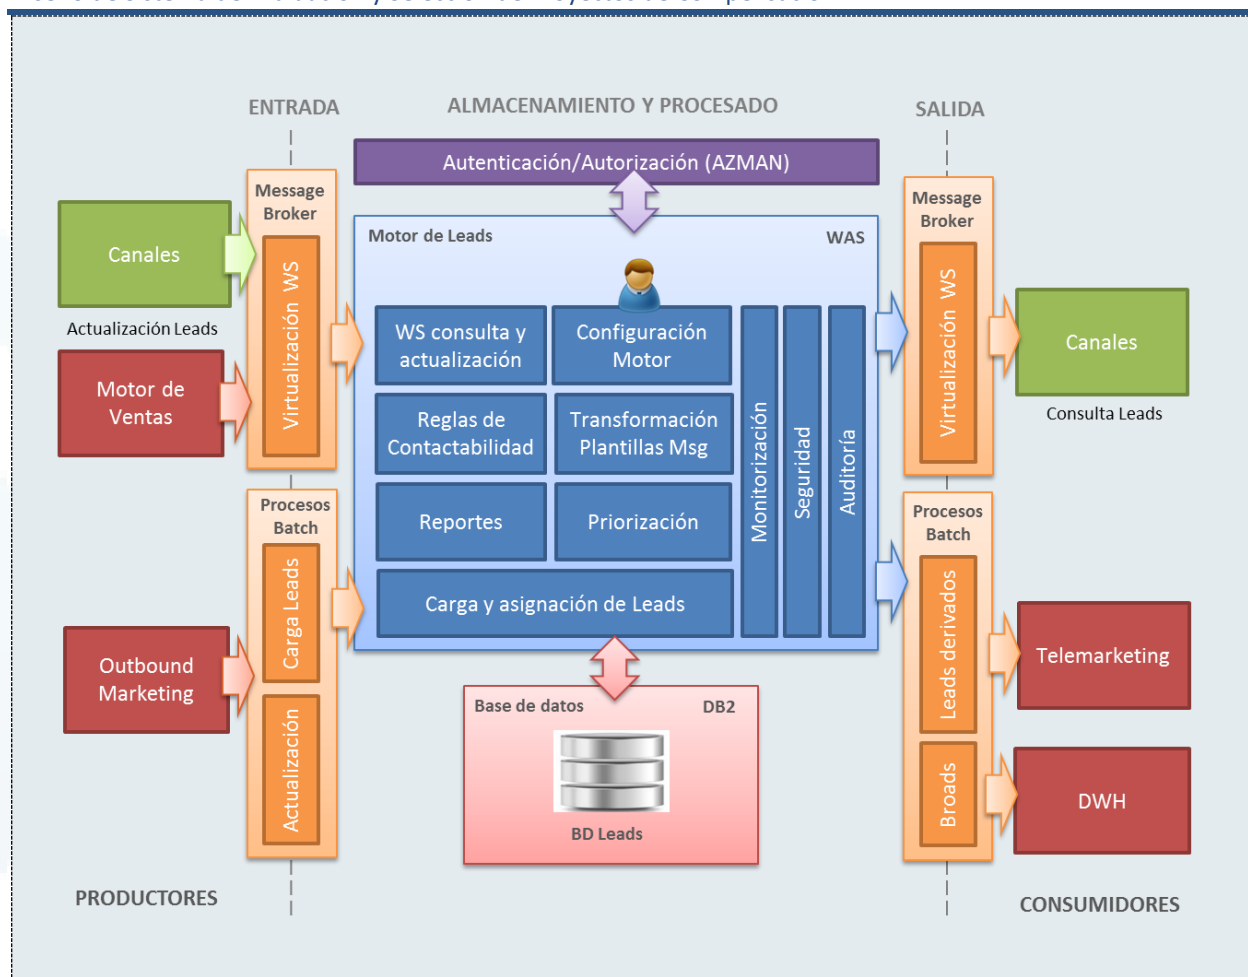 ENTRADA
ALMACENAMIENTO Y PROCESADO
SALIDA
Autenticación/Autorización (AZMAN)
Message
Broker
Virtualización WS
Canales
Actualización Leads
Motor de
Ventas
Procesos
Batch
Carga Leads
Actualización
Outbound
Marketing
PRODUCTORES
Motor de Leads
WAS
WS consulta y
actualización
Configuración
Motor
Reglas de
Contactabilidad
Transformación
Plantillas Msg
Reportes
Priorización
Carga y asignación de Leads
Monitorización
Seguridad
Auditoría
Base de datos
DB2
BD Leads
Message
Broker
Virtualización WS
Canales
Consulta Leads
Procesos
Batch
Leads derivados
Broads
Telemarketing
DWH
CONSUMIDORES